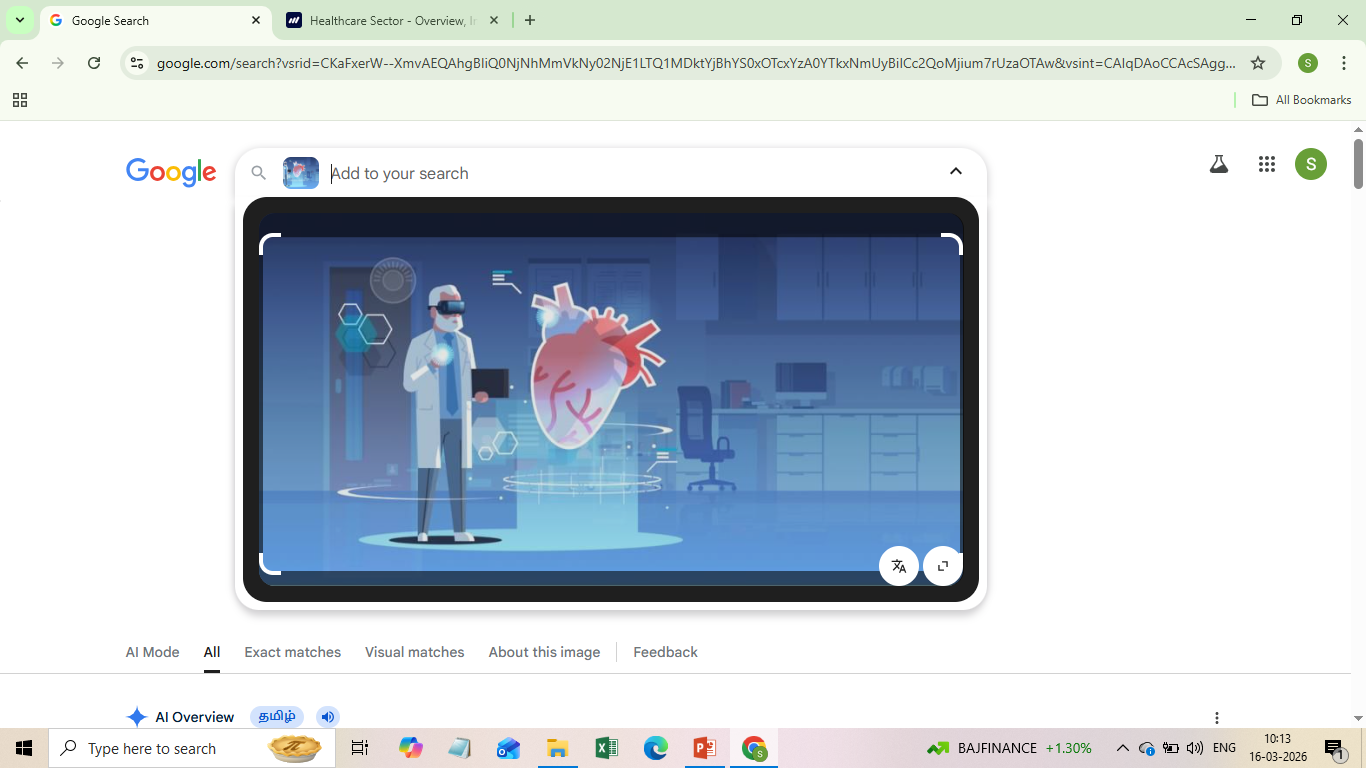 Google Search
Healthcare Sector - Overview, I
google.com/search?vsrid=CKaFxerW--XmvAEQAhgBIiQ0NjNhMmVkNy02NjE1LTQ1MDktYjBhYS0xOTcxYzA0YTkxNmUyBiICc2QoMjium7rUzaOTAw&vsint=CAIqDAoCCAcSAgg...
S
All Bookmarks
Google
Add to your search
S
AI Mode
All
Exact matches
Visual matches
About this image
Feedback
AI Overview
தமிழ்
Type here to search
BAJFINANCE +1.30%
ENG
10:13
16-03-2026
1